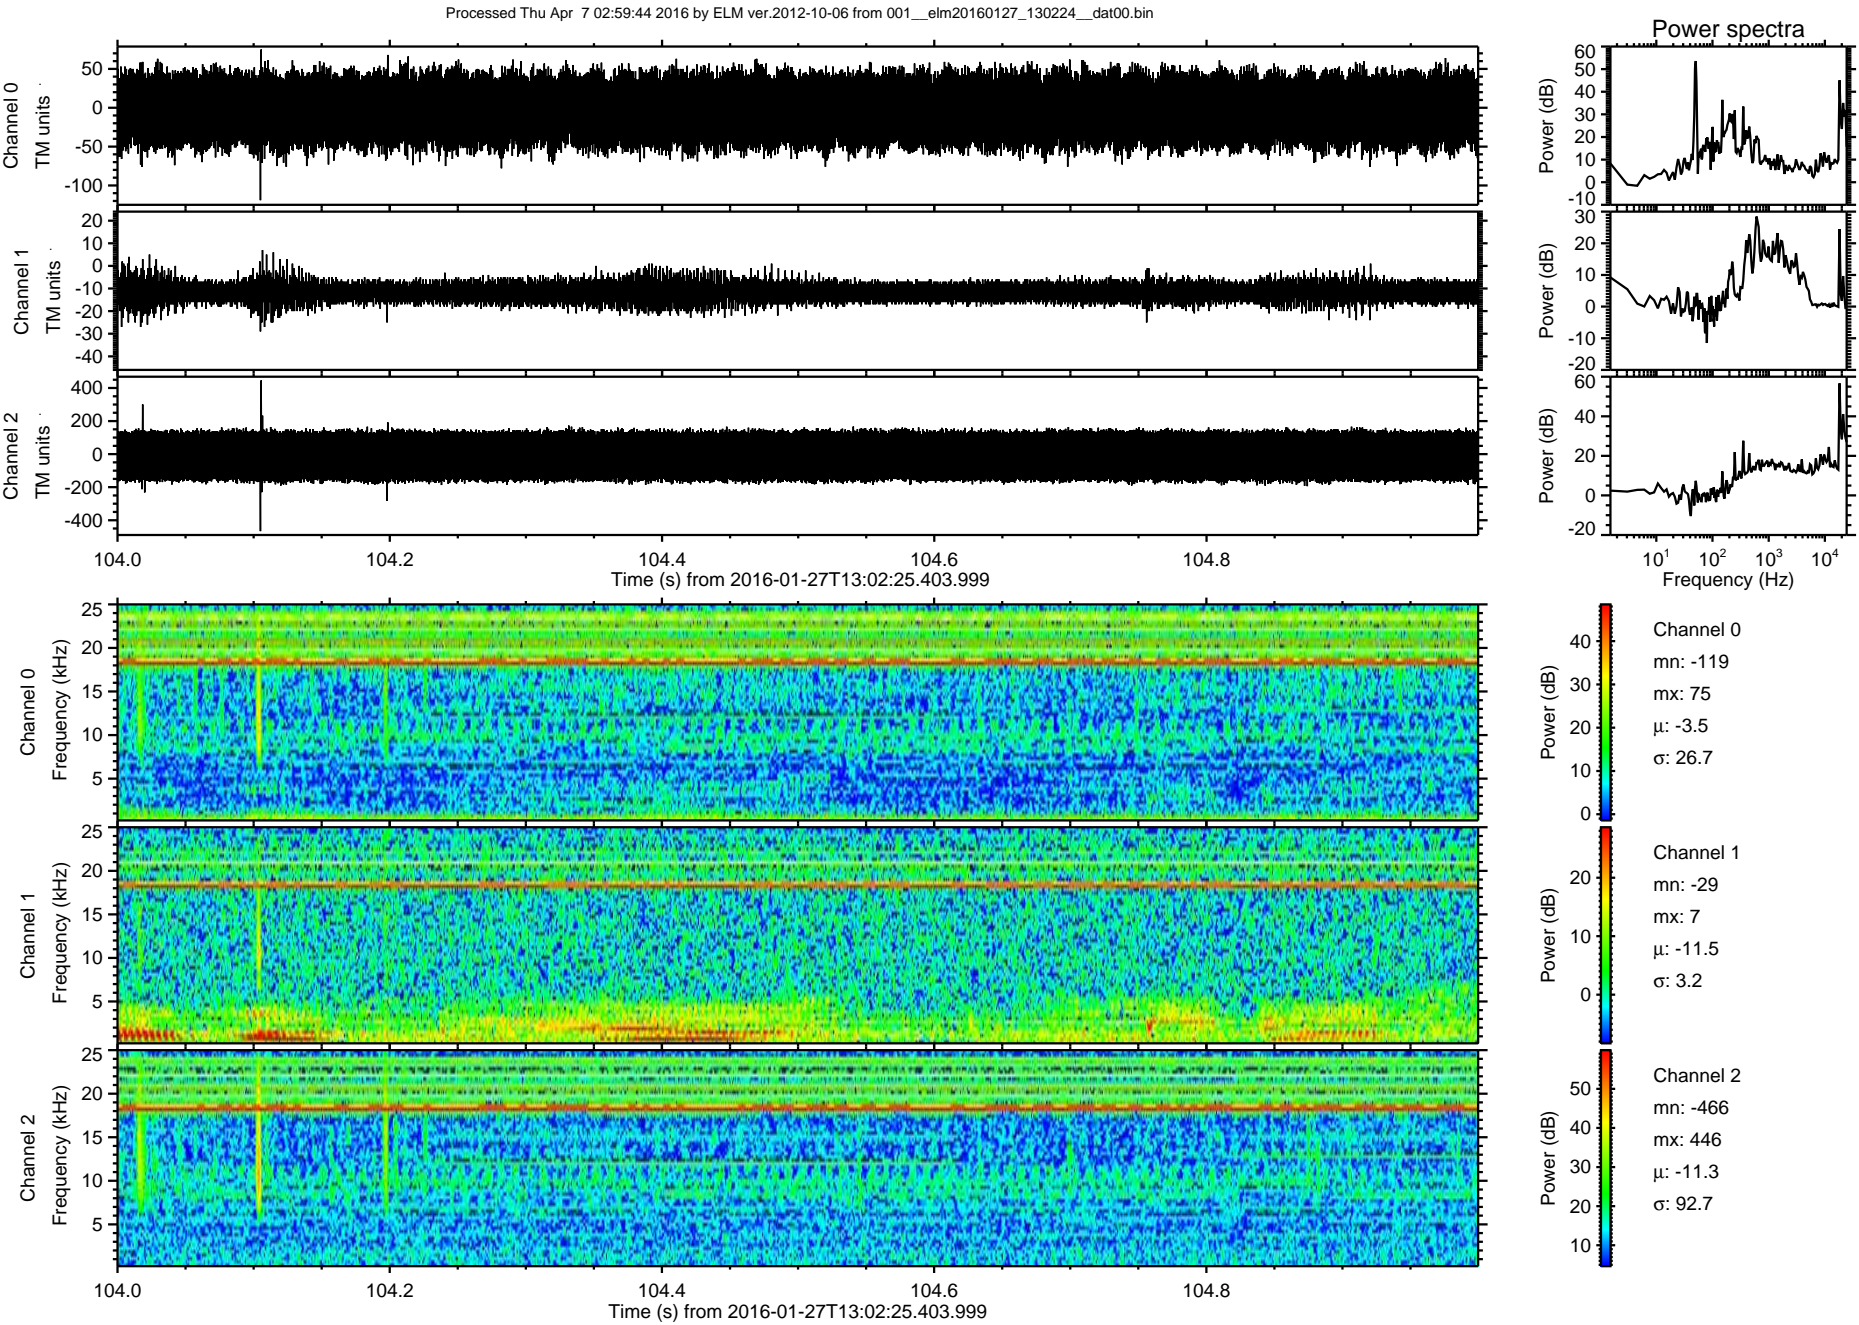 Processed Thu Apr  7 02:59:44 2016 by ELM ver.2012-10-06 from 001__elm20160127_130224__dat00.bin
Power spectra
Channel 0
TM units
50
0
-50
-100
Power (dB)
60
50
40
30
20
10
0
-10
Channel 1
TM units
20
10
0
-10
-20
-30
-40
Power (dB)
30
20
10
0
-10
-20
Channel 2
TM units
400
200
0
-200
-400
Power (dB)
60
40
20
0
-20
104.0 104.2 104.4 104.6 104.8
Time (s) from 2016-01-27T13:02:25.403.999
10^1 10^2 10^3 10^4
Frequency (Hz)
Channel 0
Frequency (kHz)
25
20
15
10
5
Power (dB)
40
30
20
10
0
Channel 0
mn: -119
mx: 75
μ: -3.5
σ: 26.7
Channel 1
Frequency (kHz)
25
20
15
10
5
Power (dB)
20
10
0
Channel 1
mn: -29
mx: 7
μ: -11.5
σ: 3.2
Channel 2
Frequency (kHz)
25
20
15
10
5
Power (dB)
50
40
30
20
10
Channel 2
mn: -466
mx: 446
μ: -11.3
σ: 92.7
104.0 104.2 104.4 104.6 104.8
Time (s) from 2016-01-27T13:02:25.403.999